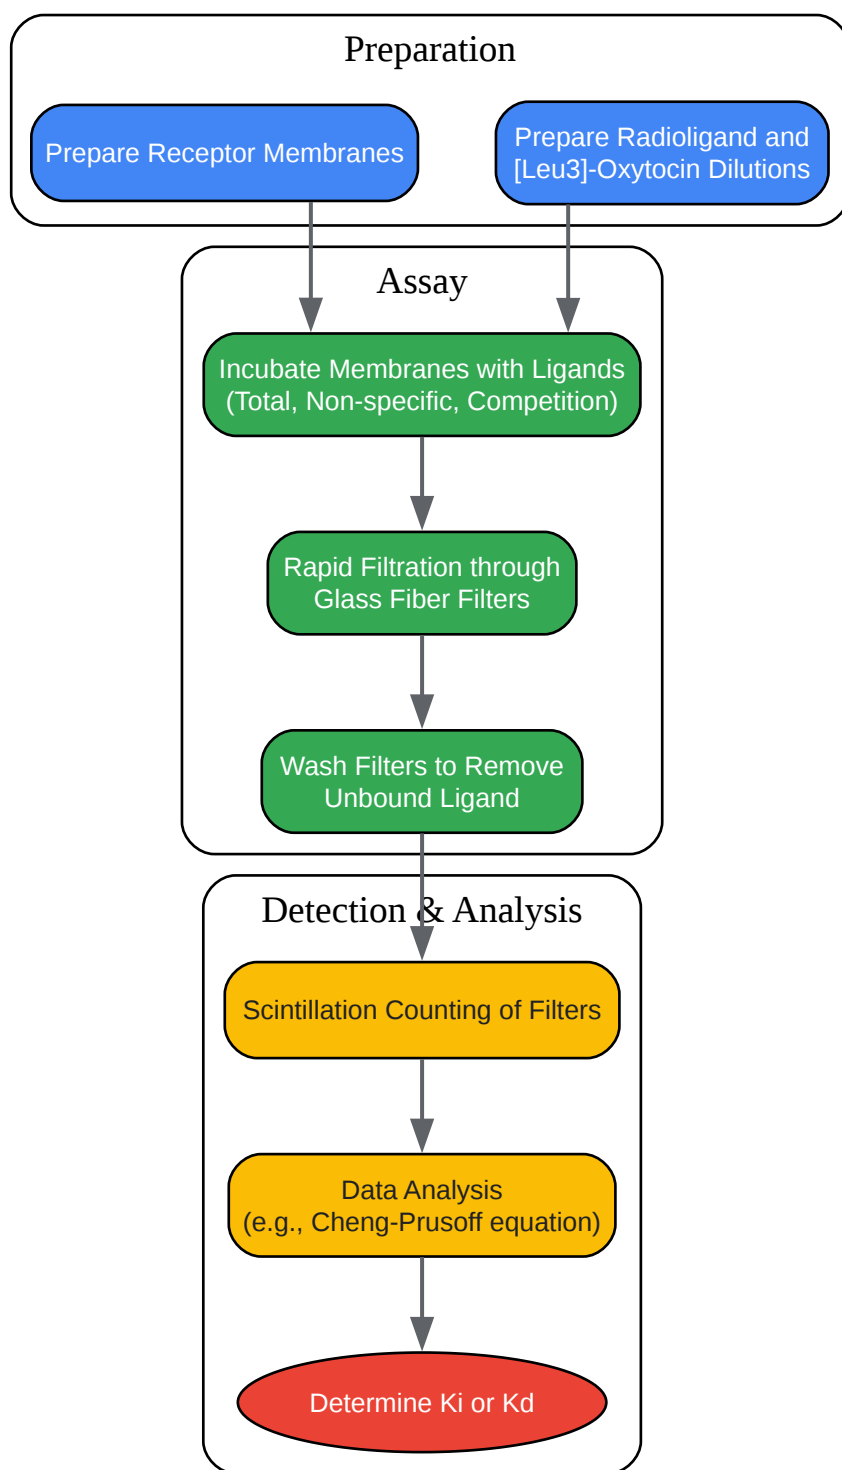 Preparation
Prepare Receptor Membranes
Prepare Radioligand and
[Leu3]-Oxytocin Dilutions
Assay
Incubate Membranes with Ligands
(Total, Non-specific, Competition)
Rapid Filtration through
Glass Fiber Filters
Wash Filters to Remove
Unbound Ligand
Detection & Analysis
Scintillation Counting of Filters
Data Analysis
(e.g., Cheng-Prusoff equation)
Determine Ki or Kd